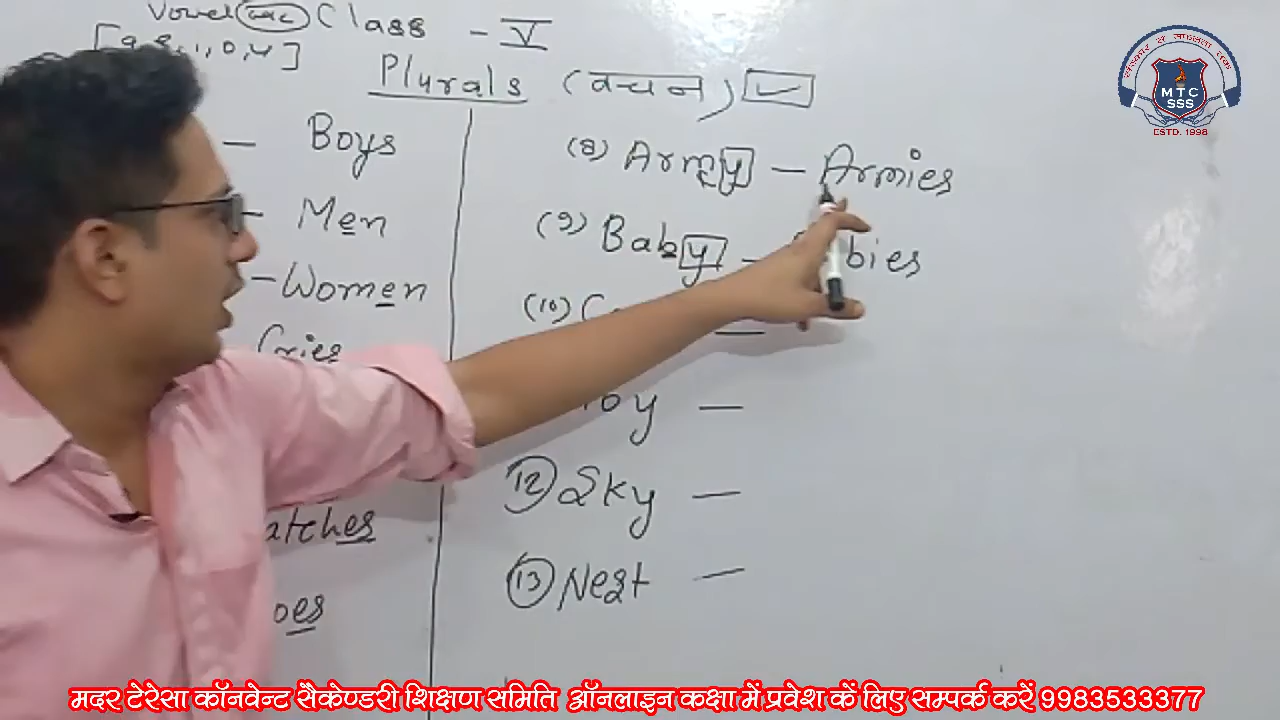 Vowel स्वर Class - V
Plurals (वचन)
- Boys
- Men
- Women
Cries
atches
oes
(8) Army - Armies
(9) Baby - bies
(10)
oy -
12 Sky -
13 Nest -
MTC
SSS
ESTD. 1998
मदर टेरेसा कॉनवेन्ट सैकेण्डरी शिक्षण समिति ऑनलाइन कक्षा में प्रवेश कें लिए सम्पर्क करें 9983533377